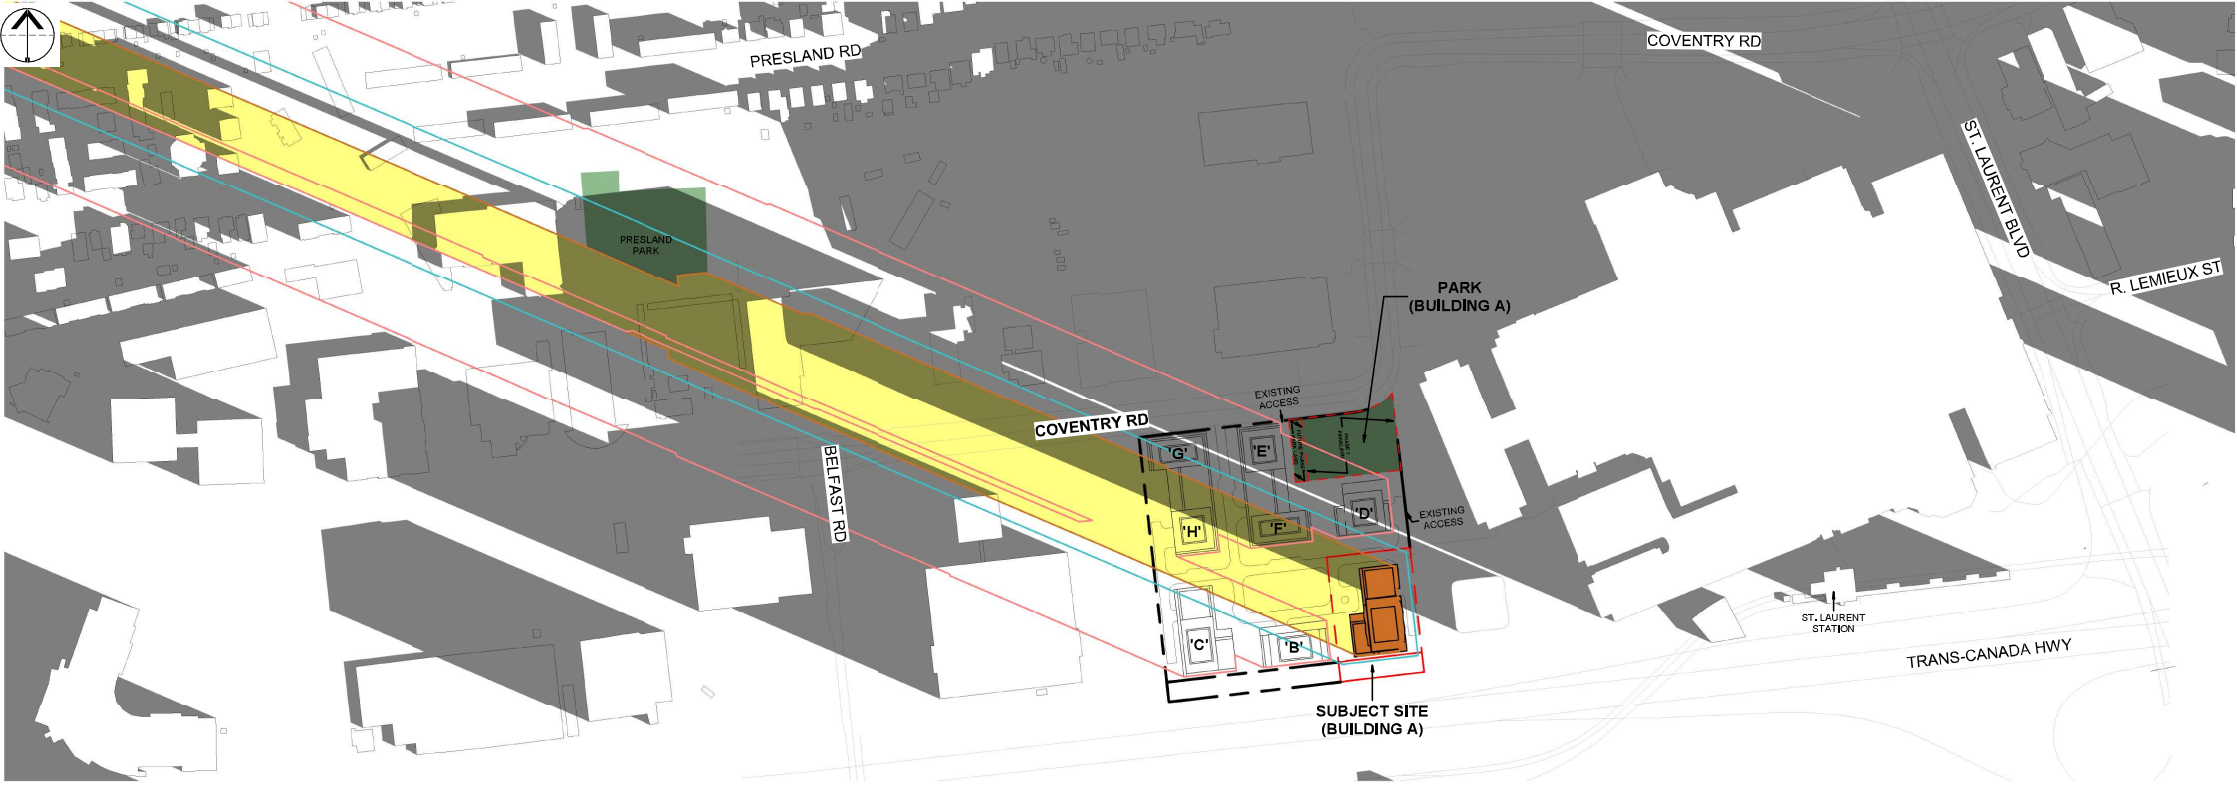 PRESLAND RD
COVENTRY RD
ST. LAURENT BLVD
R. LEMIEUX ST
PRESLAND
PARK
PARK
(BUILDING A)
EXISTING
ACCESS
COVENTRY RD
BELFAST RD
'G'
'E'
'H'
'F'
'D'
EXISTING
ACCESS
'C'
'B'
ST. LAURENT
STATION
TRANS-CANADA HWY
SUBJECT SITE
(BUILDING A)